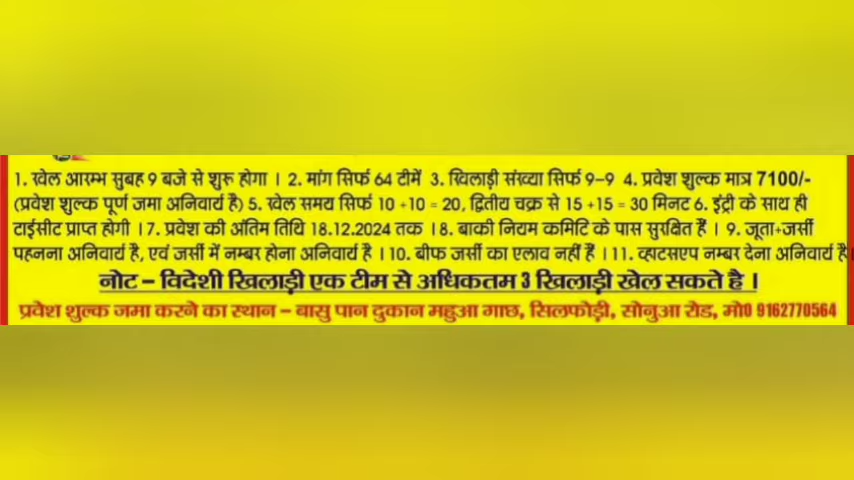 1. खेल आरम्भ सुबह 9 बजे से शुरू होगा । 2. मांग सिर्फ 64 टीमें 3. खिलाड़ी संख्या सिर्फ 9-9 4. प्रवेश शुल्क मात्र 7100/-
(प्रवेश शुल्क पूर्ण जमा अनिवार्य है) 5. खेल समय सिर्फ 10 +10 = 20, द्वितीय चक्र से 15 +15 = 30 मिनट 6. इंट्री के साथ ही
टाईसीट प्राप्त होगी । 7. प्रवेश की अंतिम तिथि 18.12.2024 तक । 8. बाकी नियम कमिटि के पास सुरक्षित हैं । 9. जूता+जर्सी
पहनना अनिवार्य है, एवं जर्सी में नम्बर होना अनिवार्य है । 10. बीफ जर्सी का एलाव नहीं हैं । 11. व्हाटसएप नम्बर देना अनिवार्य है
नोट – विदेशी खिलाड़ी एक टीम से अधिकतम 3 खिलाड़ी खेल सकते है ।
प्रवेश शुल्क जमा करने का स्थान – बासु पान दुकान महुआ गाछ, सिलफोड़ी, सोनुआ रोड, मो0 9162770564